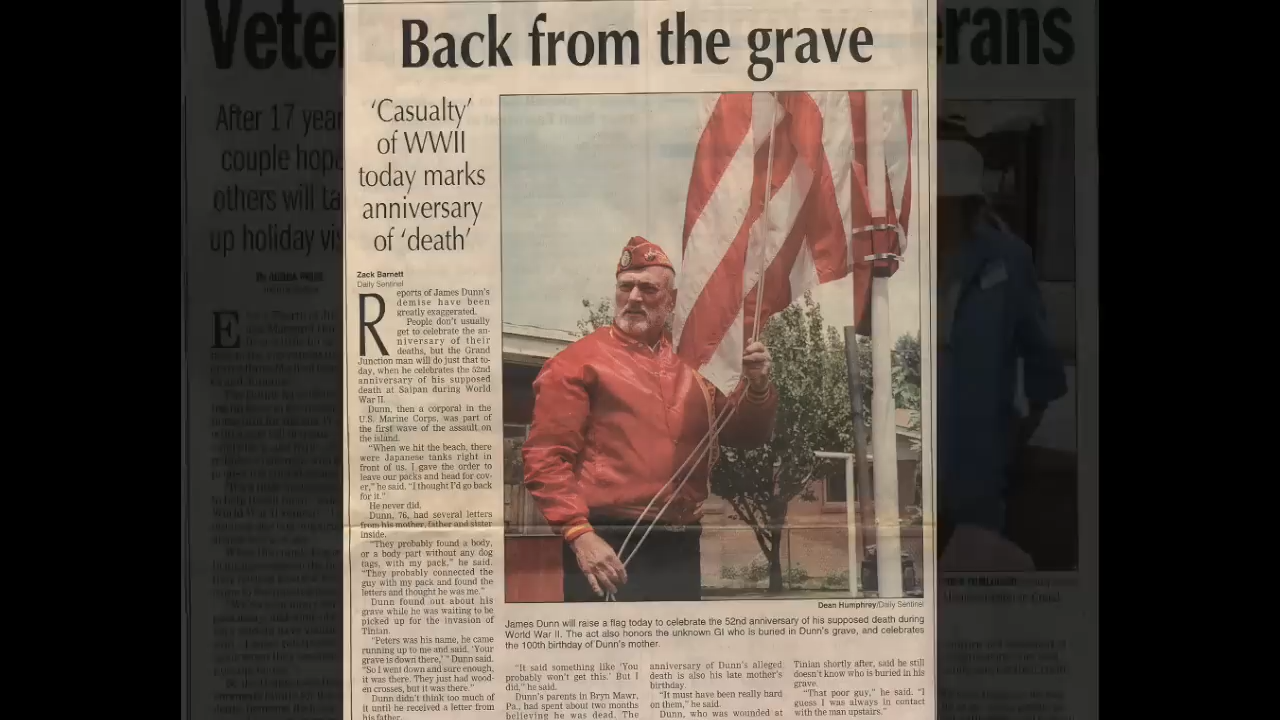 Back from the grave
'Casualty'
of WWII
today marks
anniversary
of 'death'
Zack Barnett
Daily Sentinel
Reports of James Dunn's
demise have been
greatly exaggerated.
People don't usually
get to celebrate the an-
niversary of their
deaths, but the Grand
Junction man will do just that to-
day, when he celebrates the 52nd
anniversary of his supposed
death at Saipan during World
War II.
Dunn, then a corporal in the
U.S. Marine Corps, was part of
the first wave of the assault on
the island.
"When we hit the beach, there
were Japanese tanks right in
front of us. I gave the order to
leave our packs and head for cov-
er," he said. "I thought I'd go back
for it."
He never did.
Dunn, 76, had several letters
from his mother, father and sister
inside.
"They probably found a body,
or a body part without any dog
tags, with my pack," he said.
"They probably connected the
guy with my pack and found the
letters and thought he was me."
Dunn found out about his
grave while he was waiting to be
picked up for the invasion of
Tinian.
"Peters was his name, he came
running up to me and said, 'Your
grave is down there,' " Dunn said.
"So I went down and sure enough,
it was there. They just had wood-
en crosses, but it was there."
Dunn didn't think too much of
it until he received a letter from
his father.
Dean Humphrey/Daily Sentinel
James Dunn will raise a flag today to celebrate the 52nd anniversary of his supposed death during
World War II. The act also honors the unknown GI who is buried in Dunn's grave, and celebrates
the 100th birthday of Dunn's mother.
"It said something like 'You
probably won't get this.' But I
did," he said.
Dunn's parents in Bryn Mawr,
Pa., had spent about two months
believing he was dead. The
anniversary of Dunn's alleged
death is also his late mother's
birthday.
"It must have been really hard
on them," he said.
Dunn, who was wounded at
Tinian shortly after, said he still
doesn't know who is buried in his
grave.
"That poor guy," he said. "I
guess I was always in contact
with the man upstairs."
After 17 year
couple hop
others will ta
up holiday vi